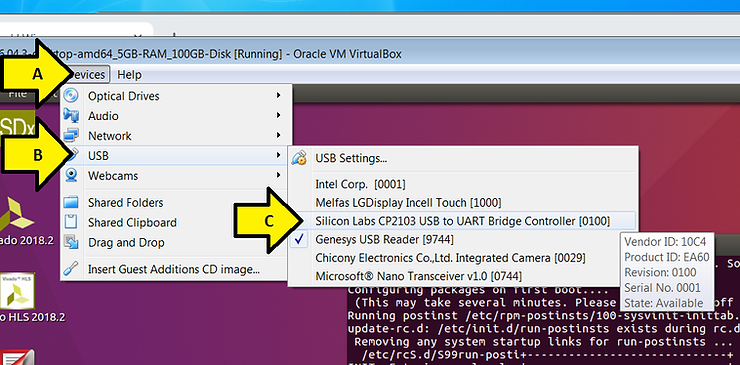 6.04.3-desktop-amd64_5GB-RAM_100GB-Disk [Running] - Oracle VM VirtualBox
A
Devices Help
File
SDx
Optical Drives
Audio
Network
B
USB
Webcams
Shared Folders
Shared Clipboard
Drag and Drop
Insert Guest Additions CD image...
USB Settings...
Intel Corp. [0001]
Melfas LGDisplay Incell Touch [1000]
C
Silicon Labs CP2103 USB to UART Bridge Controller [0100]
Genesys USB Reader [9744]
Chicony Electronics Co.,Ltd. Integrated Camera [0029]
Microsoft® Nano Transceiver v1.0 [0744]
Vendor ID: 10C4
Product ID: EA60
Revision: 0100
Serial No. 0001
State: Available
vado 2018.2
Vivado HLS
o HLS 2018.2
Configuring packages on first boot....
(This may take several minutes. Please
off
Running postinst /etc/rpm-postinsts/100-sysvinit-inittab.
update-rc.d: /etc/init.d/run-postinsts exists during rc.d
Removing any system startup links for run-postinsts ...
/etc/rcS.d/S99run-posti+-----------------------+